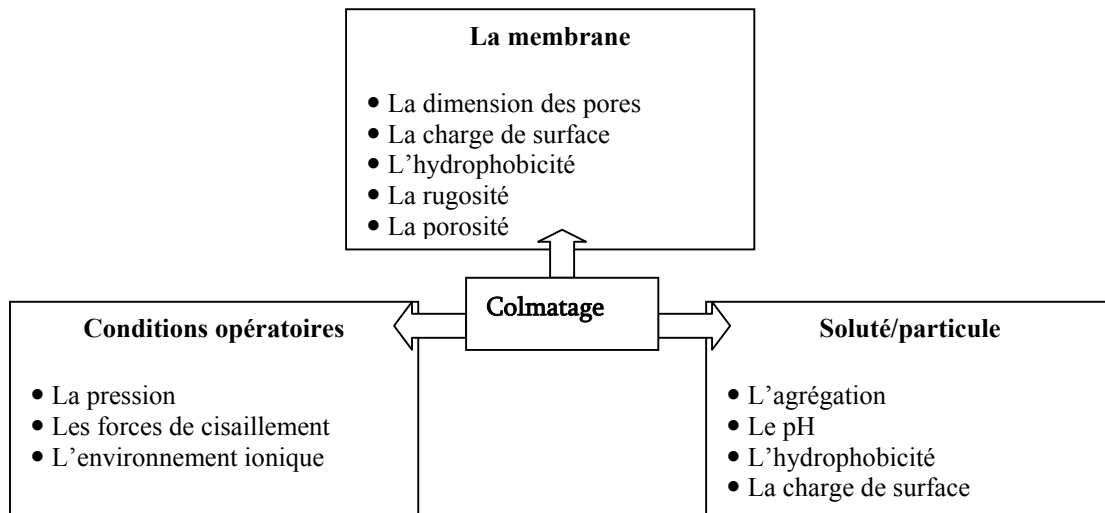 La membrane
• La dimension des pores
• La charge de surface
• L’hydrophobicité
• La rugosité
• La porosité
Colmatage
Conditions opératoires
• La pression
• Les forces de cisaillement
• L’environnement ionique
Soluté/particule
• L’agrégation
• Le pH
• L’hydrophobicité
• La charge de surface